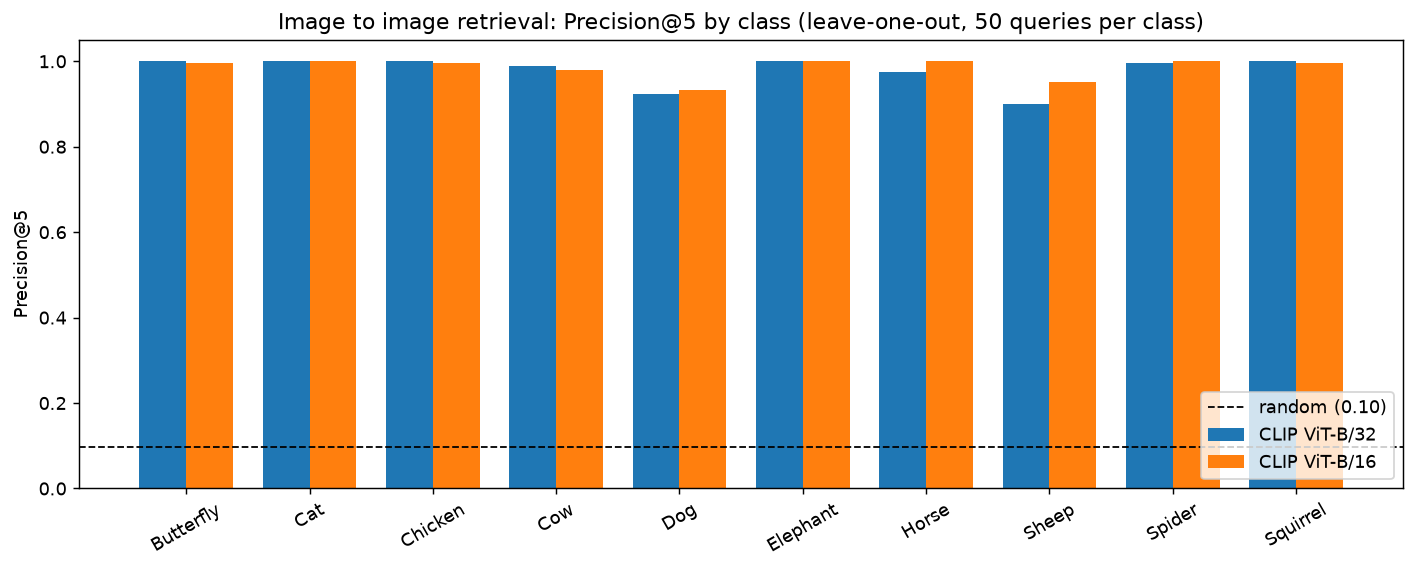 Image to image retrieval: Precision@5 by class (leave-one-out, 50 queries per class)
Precision@5
1.0
0.8
0.6
0.4
0.2
0.0
random (0.10)
CLIP ViT-B/32
CLIP ViT-B/16
Butterfly
Cat
Chicken
Cow
Dog
Elephant
Horse
Sheep
Spider
Squirrel